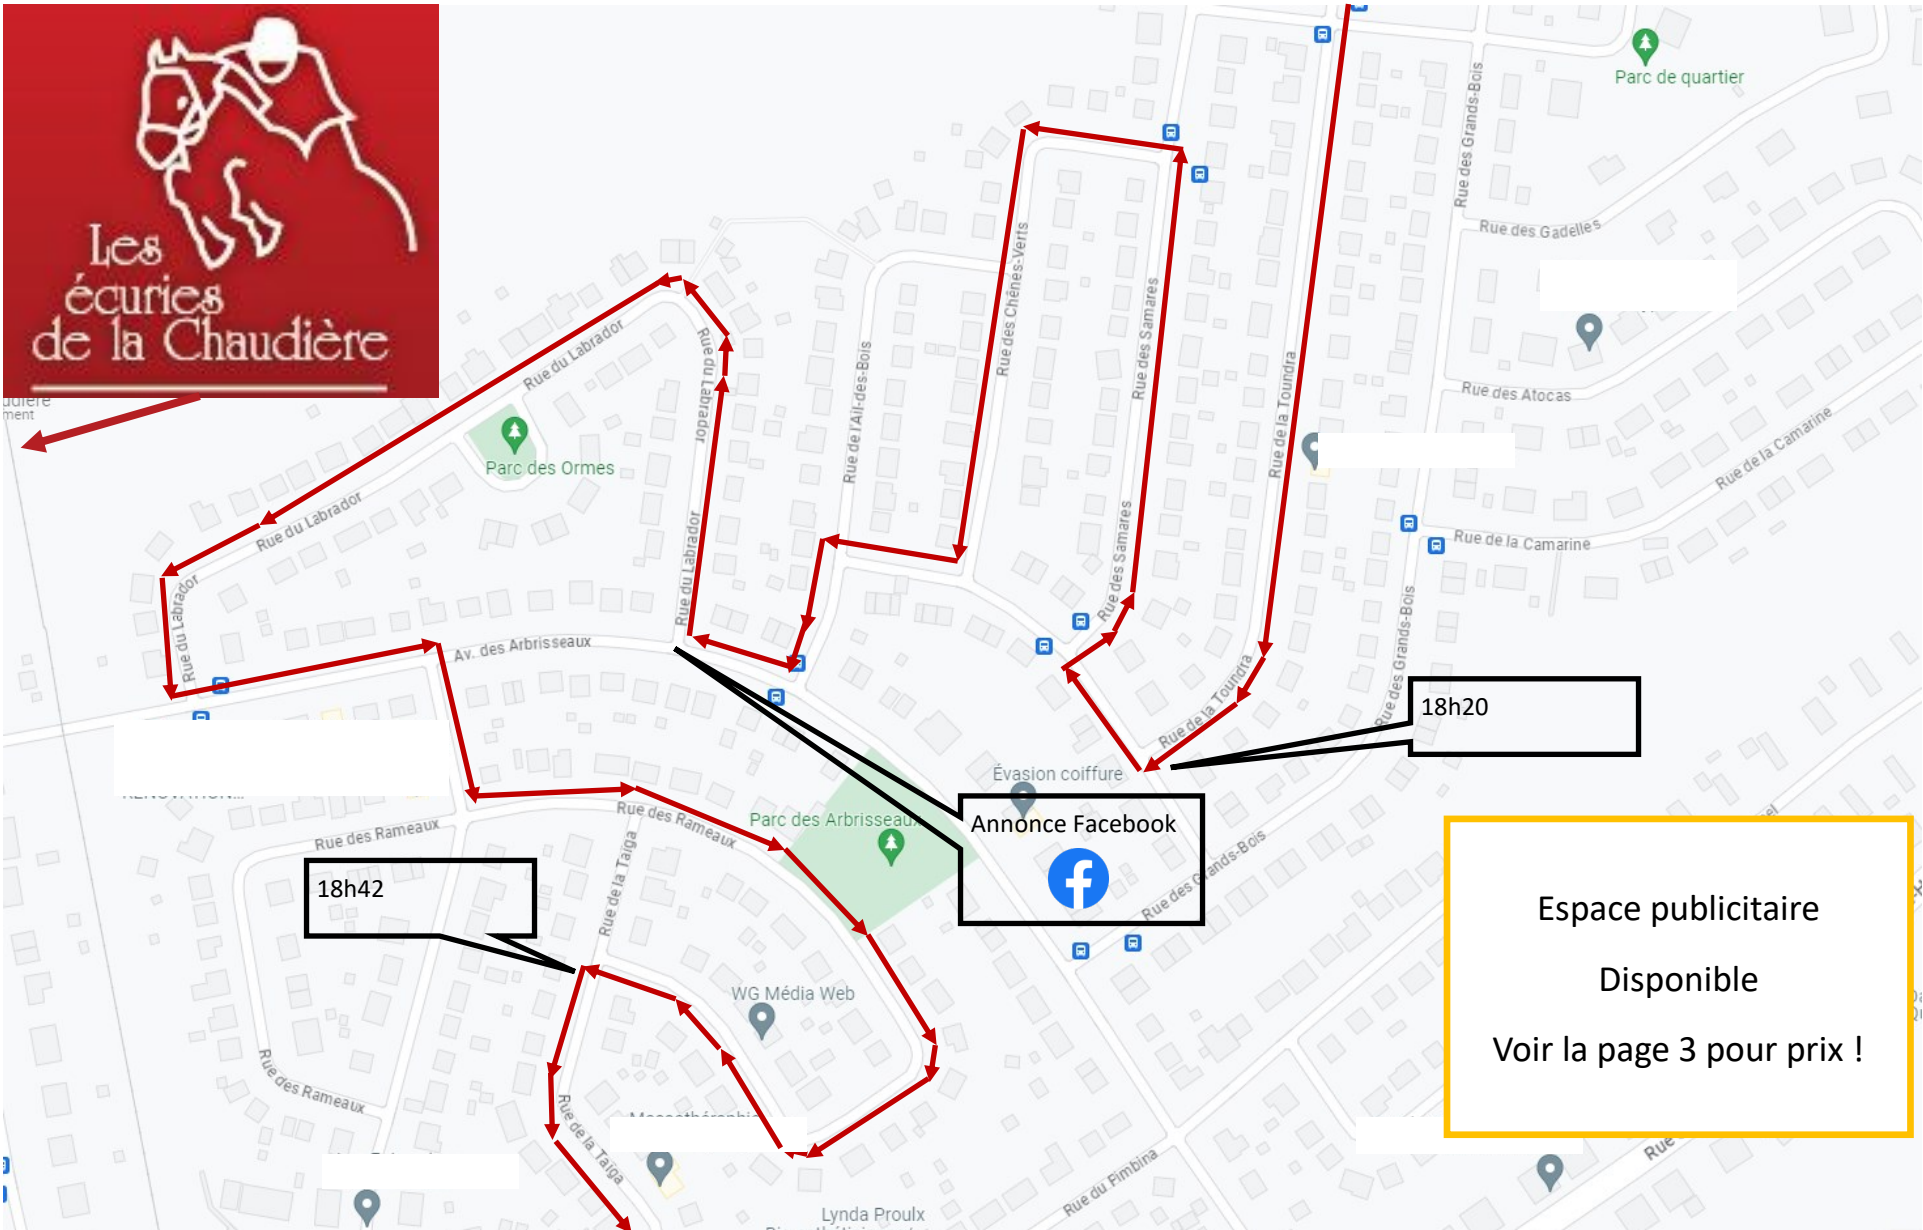 Les
écuries
de la Chaudière
Parc de quartier
Rue des Grands-Bois
Rue des Gadelles
Rue des Chênes-Verts
Rue des Samares
Rue de la Toundra
Rue du Labrador
Rue du Labrador
Rue de l'Ail-des-Bois
Rue des Atocas
Rue de la Camarine
Parc des Ormes
Rue du Labrador
Rue du Labrador
Rue des Samares
Rue de la Camarine
Rue du Labrador
Av. des Arbrisseaux
Rue de la Toundra
Rue des Grands-Bois
18h20
Évasion coiffure
Annonce Facebook
Rue des Rameaux
Rue des Rameaux
Parc des Arbrisseaux
Rue de la Taïga
18h42
Rue des Grands-Bois
Espace publicitaire
Disponible
Voir la page 3 pour prix !
WG Média Web
Rue des Rameaux
Rue de la Taïga
Rue du Fimbina
Rue
Lynda Proulx